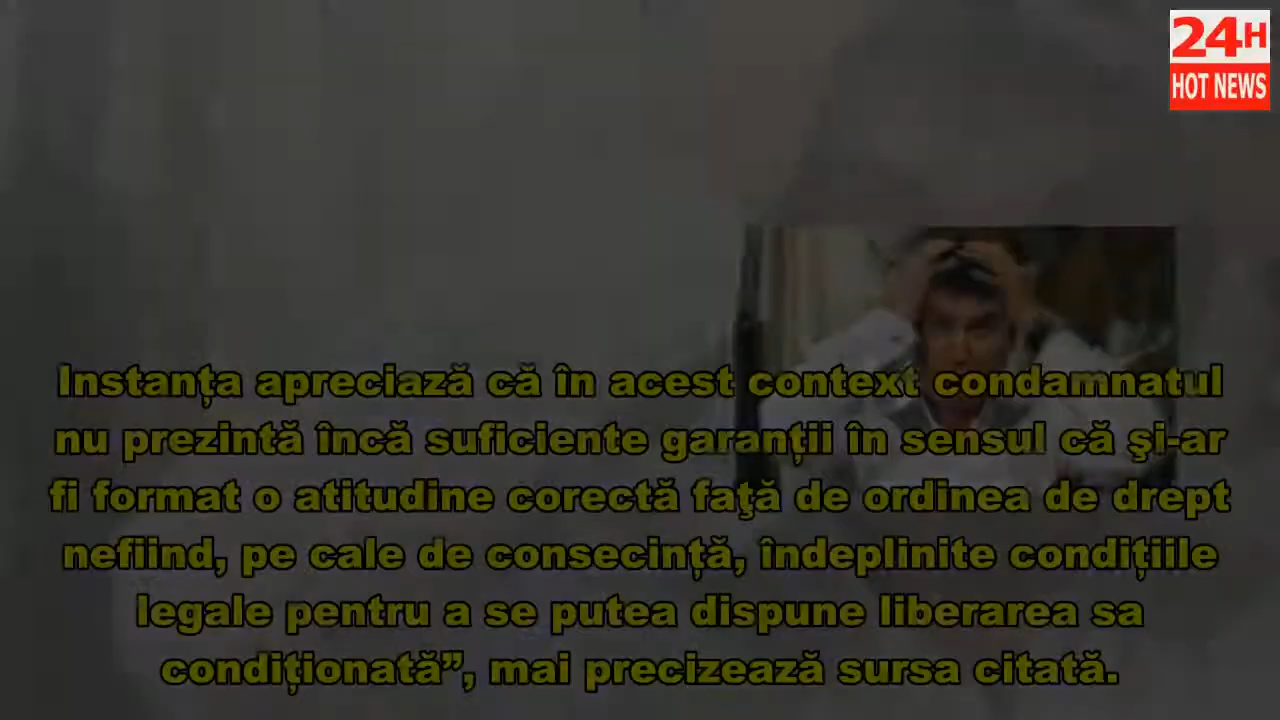 24H
HOT NEWS
Instanța apreciază că în acest context condamnatul
nu prezintă încă suficiente garanții în sensul că şi-ar
fi format o atitudine corectă faţă de ordinea de drept
nefiind, pe cale de consecință, îndeplinite condițiile
legale pentru a se putea dispune liberarea sa
condiționată”, mai precizează sursa citată.